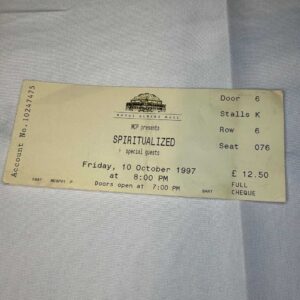 Account No.:10247475
ROYAL ALBERT HALL
MCP presents
SPIRITUALIZED
+ special guests
Friday, 10 October 1997
at 8:00 PM
Doors open at 7:00 PM
Door 6
Stalls K
Row 6
Seat 076
£ 12.50
FULL
CHEQUE